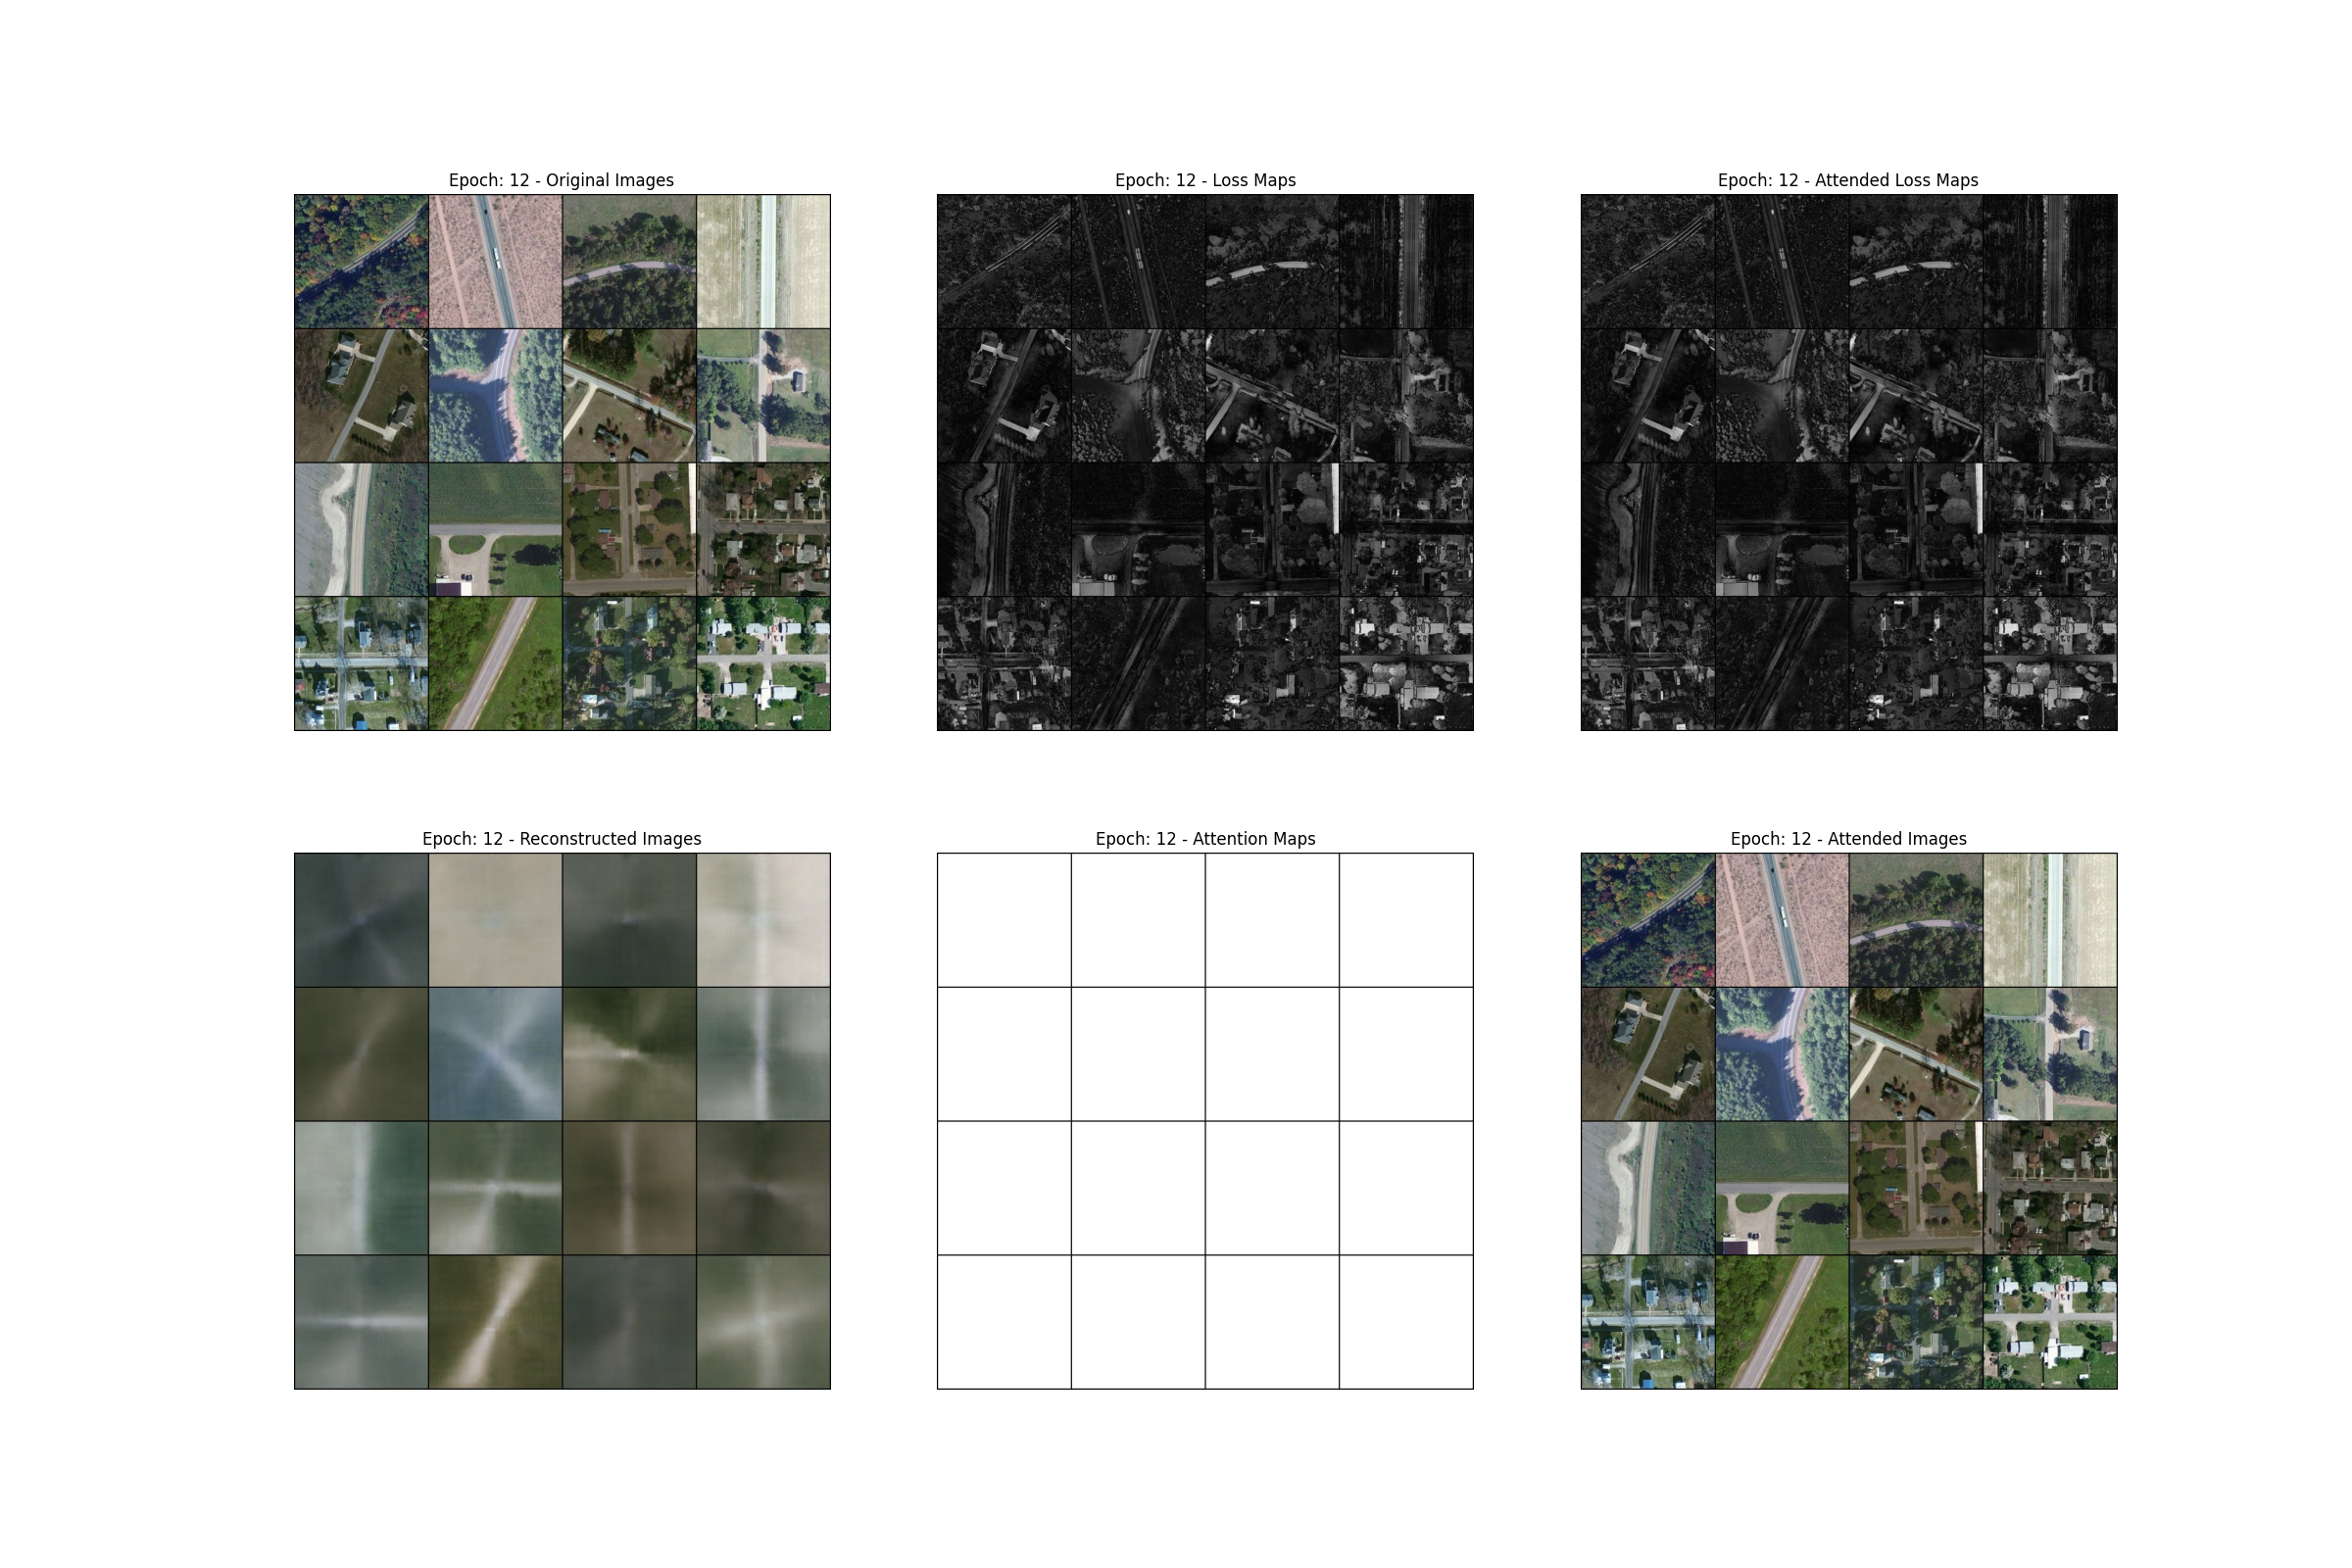 Epoch: 12 - Original Images
Epoch: 12 - Loss Maps
Epoch: 12 - Attended Loss Maps
Epoch: 12 - Reconstructed Images
Epoch: 12 - Attention Maps
Epoch: 12 - Attended Images